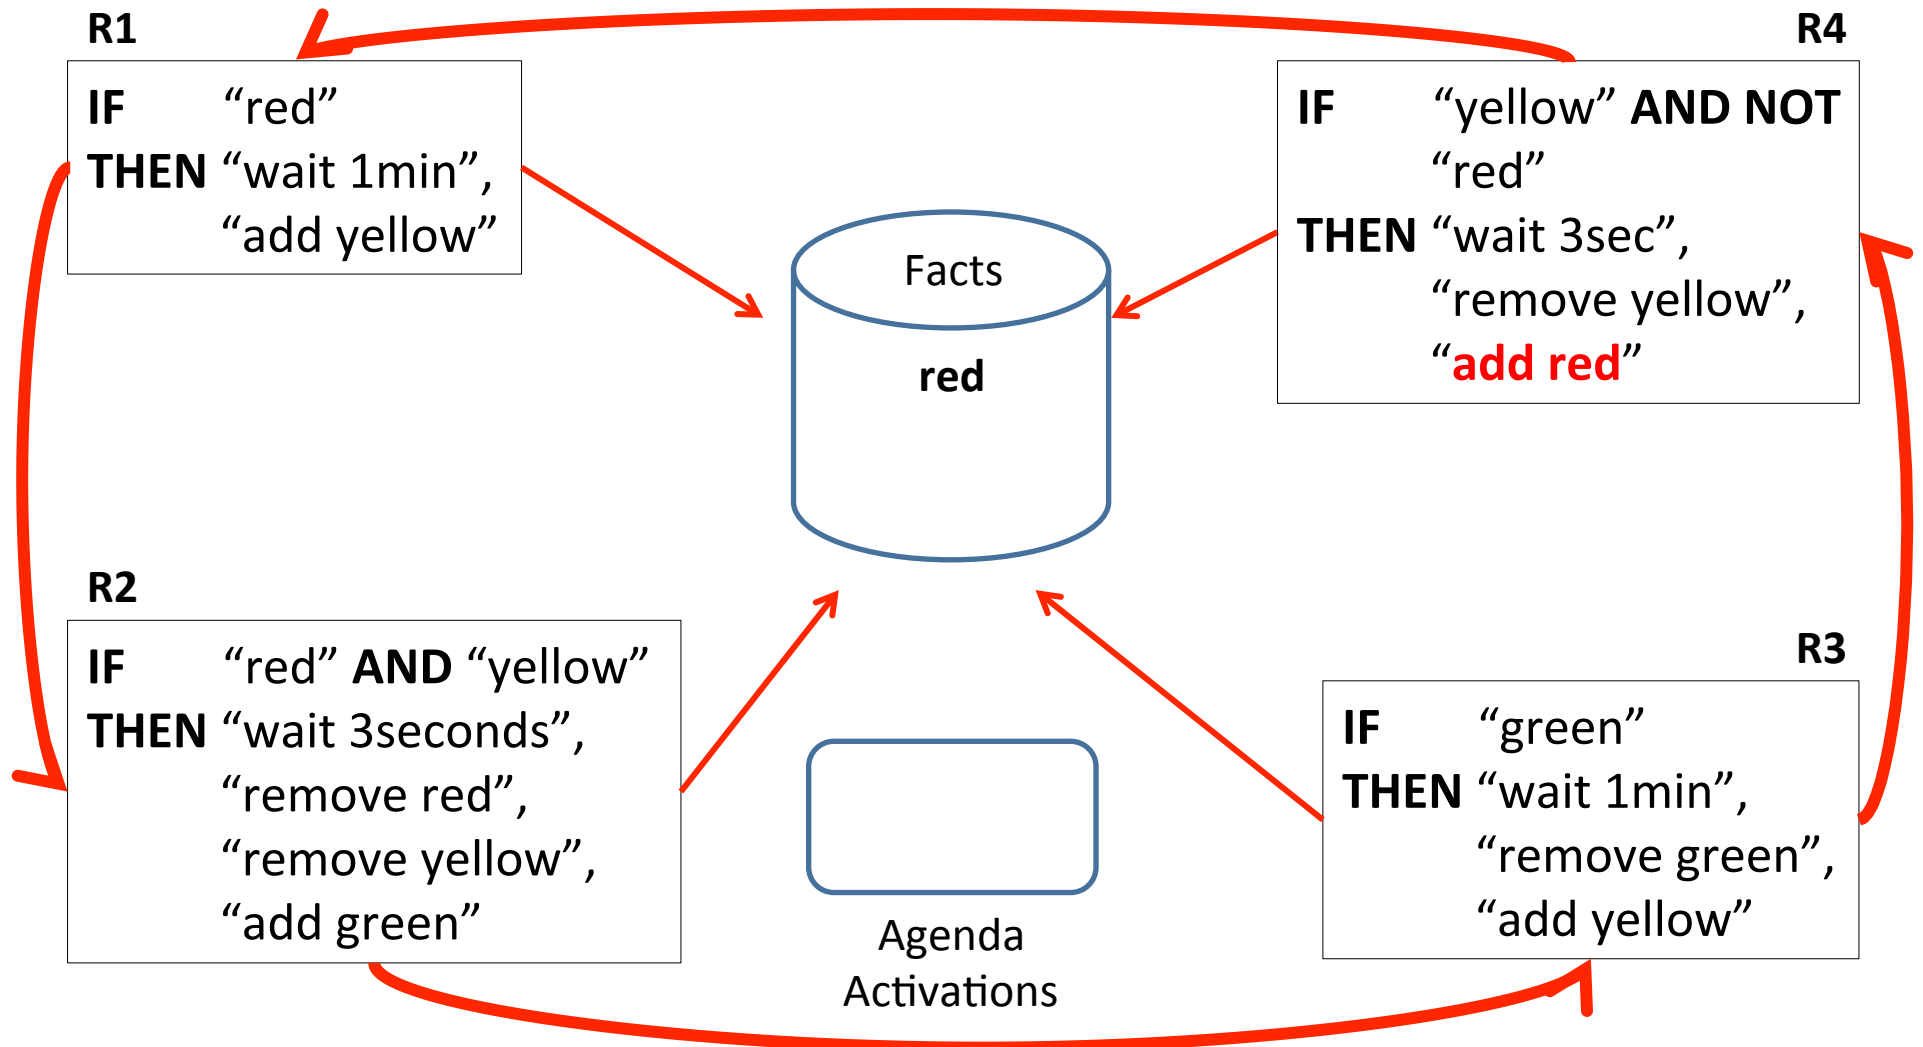 R1
IF “red”
THEN “wait 1min”,
“add yellow”
R4
IF “yellow” AND NOT
“red”
THEN “wait 3sec”,
“remove yellow”,
“add red”
Facts
red
R2
IF “red” AND “yellow”
THEN “wait 3seconds”,
“remove red”,
“remove yellow”,
“add green”
R3
IF “green”
THEN “wait 1min”,
“remove green”,
“add yellow”
Agenda
Activations